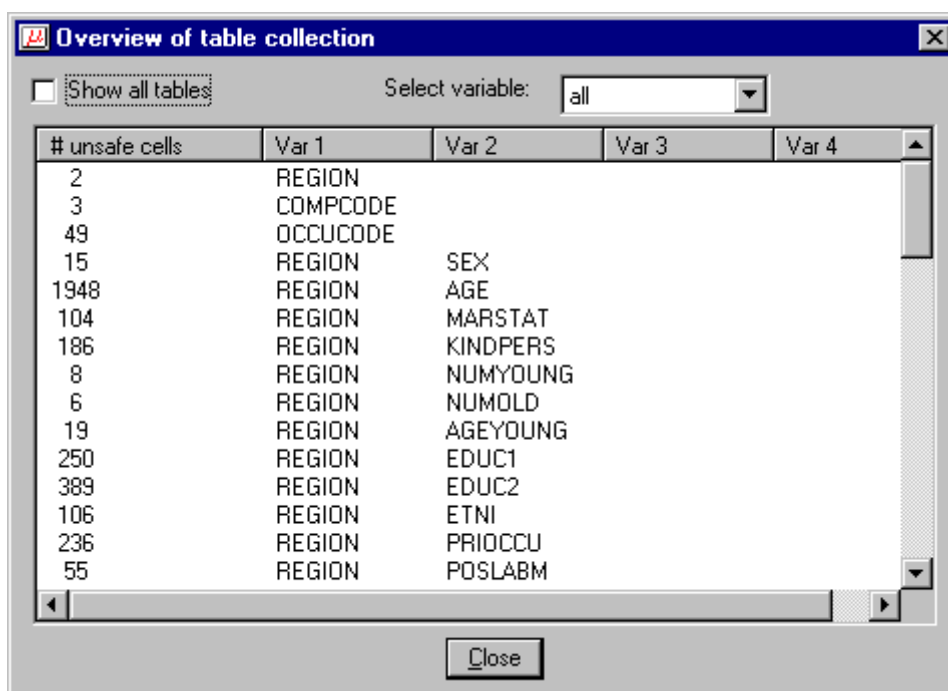 μ Overview of table collection
Show all tables Select variable: all
# unsafe cells Var 1 Var 2 Var 3 Var 4
2 REGION
3 COMPCODE
49 OCCUCODE
15 REGION SEX
1948 REGION AGE
104 REGION MARSTAT
186 REGION KINDPERS
8 REGION NUMYOUNG
6 REGION NUMOLD
19 REGION AGEYOUNG
250 REGION EDUC1
389 REGION EDUC2
106 REGION ETNI
236 REGION PRIOCCU
55 REGION POSLABM
Close